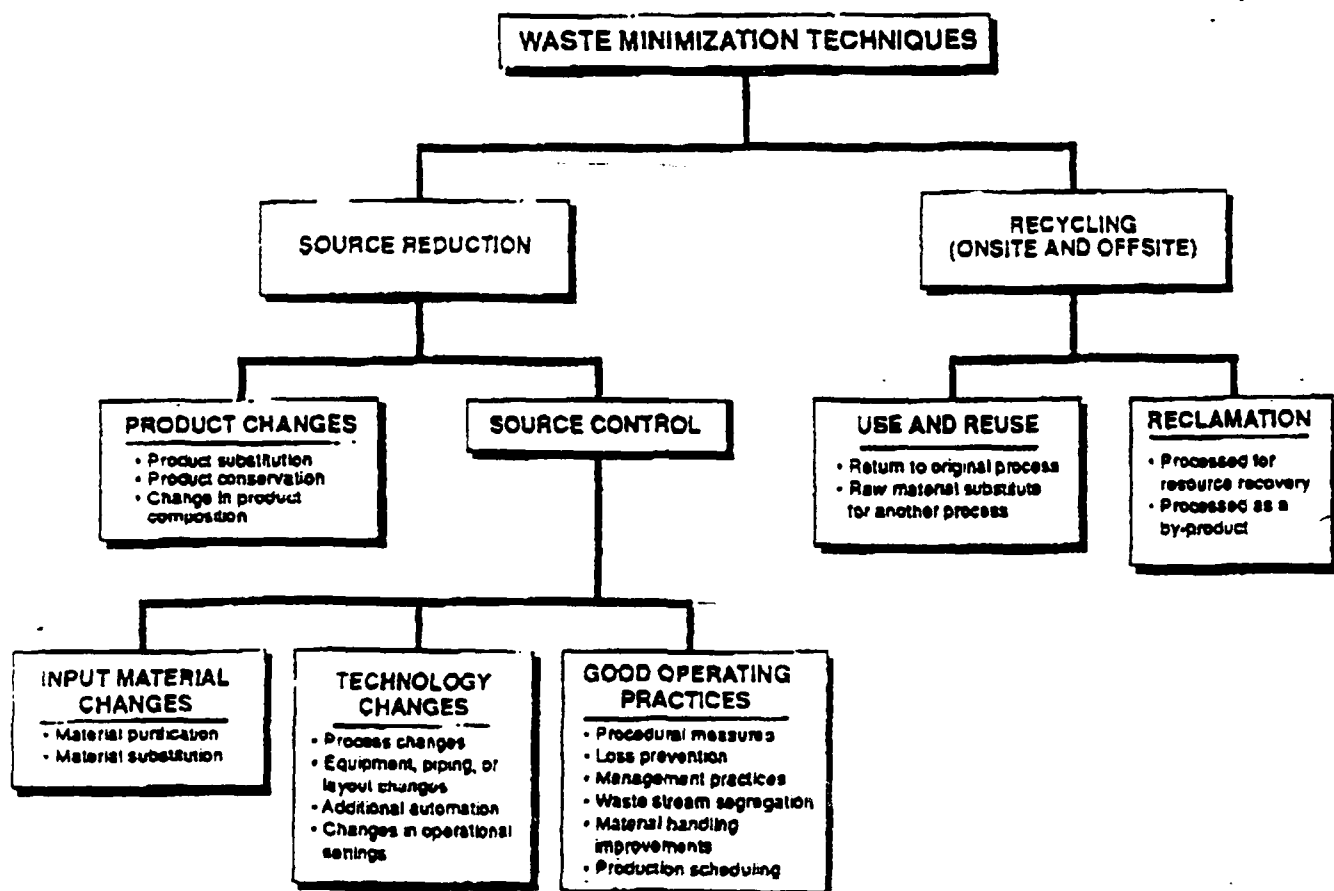 WASTE MINIMIZATION TECHNIQUES
SOURCE REDUCTION
RECYCLING
(ONSITE AND OFFSITE)
PRODUCT CHANGES
• Product substitution
• Product conservation
• Change in product
composition
SOURCE CONTROL
USE AND REUSE
• Return to original process
• Raw material substitute
for another process
RECLAMATION
• Processed for
resource recovery
• Processed as a
by-product
INPUT MATERIAL
CHANGES
• Material purification
• Material substitution
TECHNOLOGY
CHANGES
• Process changes
• Equipment, piping, or
layout changes
• Additional automation
• Changes in operational
settings
GOOD OPERATING
PRACTICES
• Procedural measures
• Loss prevention
• Management practices
• Waste stream segregation
• Material handling
improvements
• Production scheduling